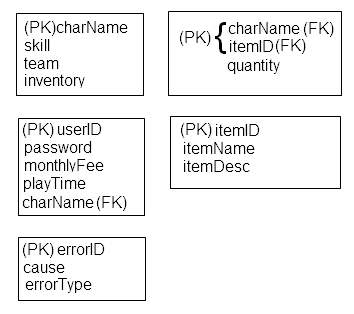 (PK)charName
skill
team
inventory
(PK) { charName (FK)
itemID (FK)
quantity
(PK) userID
password
monthlyFee
playTime
charName (FK)
(PK) itemID
itemName
itemDesc
(PK) errorID
cause
errorType